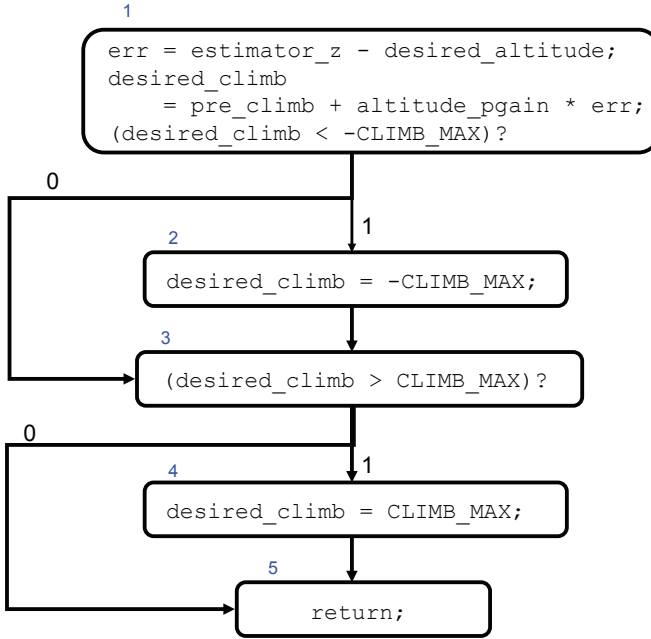 1
err = estimator_z - desired_altitude;
desired_climb
= pre_climb + altitude_pgain * err;
(desired_climb < -CLIMB_MAX)?
0
1
2
desired_climb = -CLIMB_MAX;
3
(desired_climb > CLIMB_MAX)?
0
1
4
desired_climb = CLIMB_MAX;
5
return;